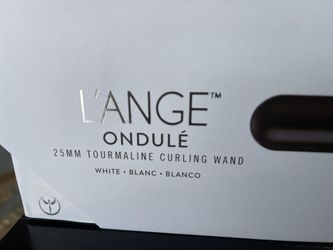 L'ANGE™
ONDULÉ
25MM TOURMALINE CURLING WAND
WHITE • BLANC • BLANCO